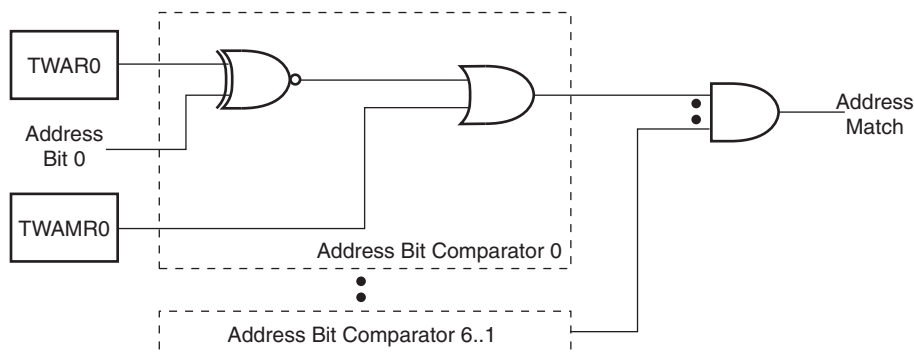 TWAR0
Address
Bit 0
TWAMR0
Address Bit Comparator 0
Address Bit Comparator 6..1
Address
Match